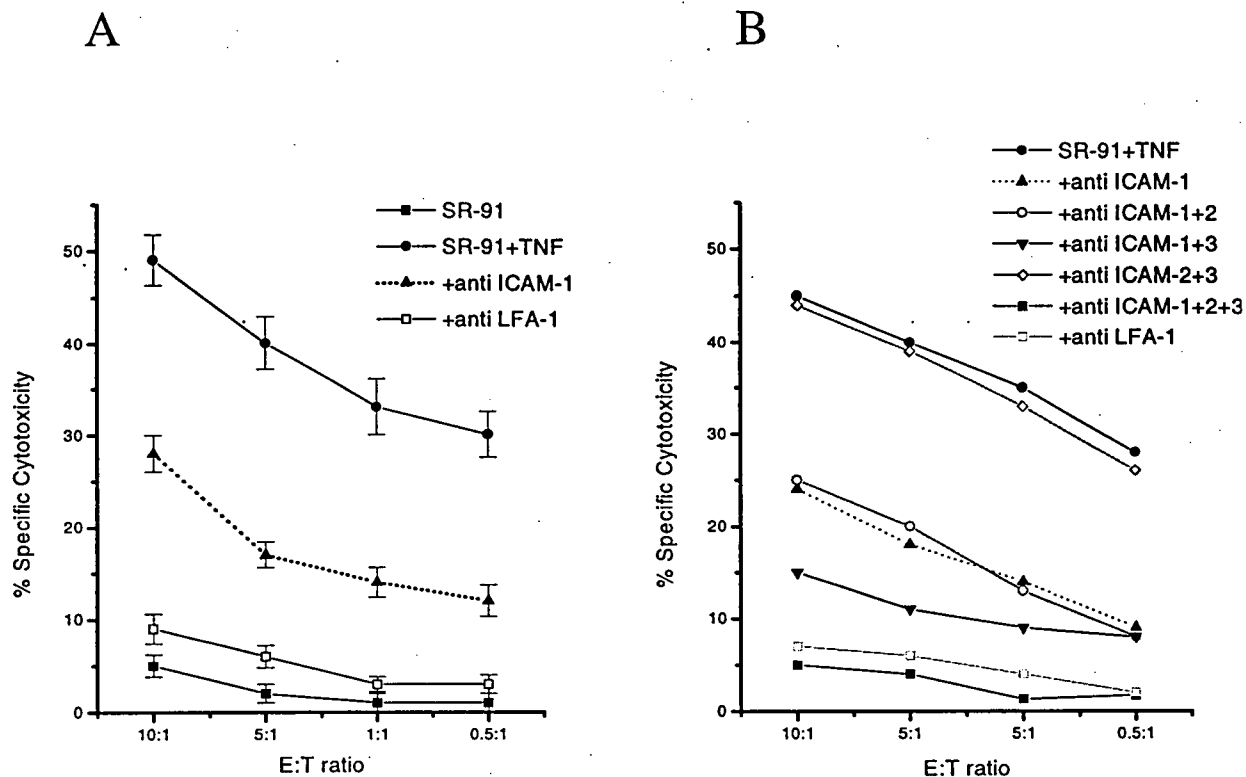 A
SR-91
SR-91+TNF
+anti ICAM-1
+anti LFA-1
50
40
30
20
10
0
% Specific Cytotoxicity
10:1
5:1
1:1
0.5:1
E:T ratio
B
SR-91+TNF
+anti ICAM-1
+anti ICAM-1+2
+anti ICAM-1+3
+anti ICAM-2+3
+anti ICAM-1+2+3
+anti LFA-1
50
40
30
20
10
0
% Specific Cytotoxicity
10:1
5:1
5:1
0.5:1
E:T ratio